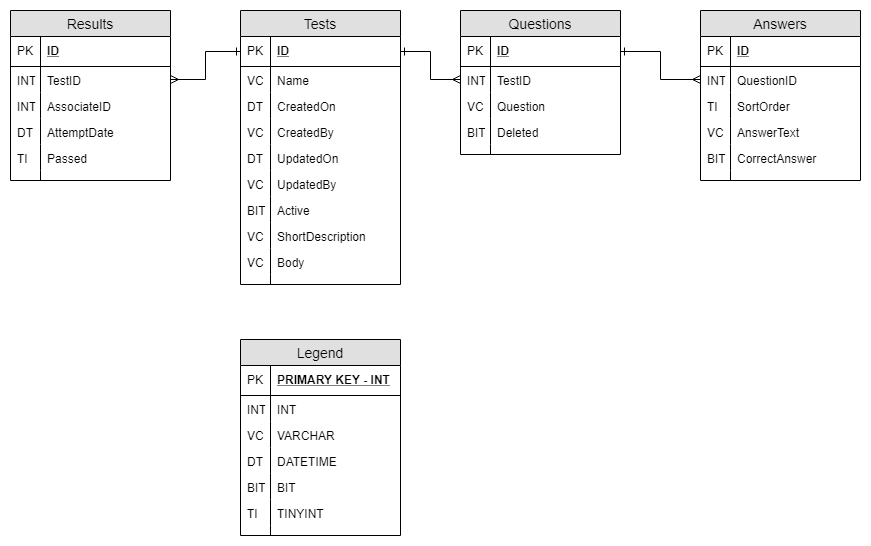 Results
PK ID
INT TestID
INT AssociateID
DT AttemptDate
TI Passed
Tests
PK ID
VC Name
DT CreatedOn
VC CreatedBy
DT UpdatedOn
VC UpdatedBy
BIT Active
VC ShortDescription
VC Body
Questions
PK ID
INT TestID
VC Question
BIT Deleted
Answers
PK ID
INT QuestionID
TI SortOrder
VC AnswerText
BIT CorrectAnswer
Legend
PK PRIMARY KEY - INT
INT INT
VC VARCHAR
DT DATETIME
BIT BIT
TI TINYINT